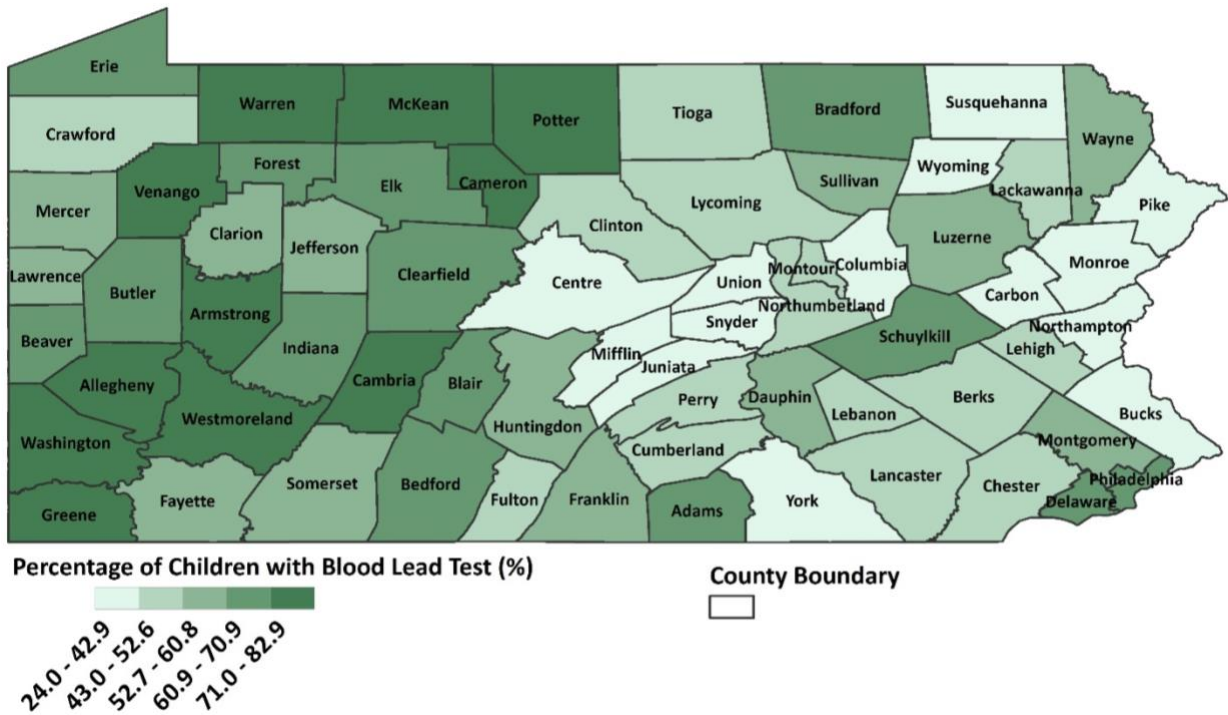 Erie
Warren
McKean
Potter
Tioga
Bradford
Susquehanna
Wayne
Crawford
Forest
Elk
Cameron
Venango
Sullivan
Wyoming
Lackawanna
Pike
Mercer
Clarion
Jefferson
Clinton
Lycoming
Luzerne
Monroe
Lawrence
Butler
Clearfield
Centre
Union
Montour
Columbia
Carbon
Armstrong
Snyder
Northumberland
Northampton
Beaver
Indiana
Mifflin
Juniata
Schuylkill
Lehigh
Allegheny
Cambria
Blair
Perry
Dauphin
Lebanon
Berks
Bucks
Westmoreland
Huntingdon
Washington
Cumberland
Montgomery
Philadelphia
Fayette
Somerset
Bedford
Fulton
Franklin
Adams
York
Lancaster
Chester
Delaware
Greene
Percentage of Children with Blood Lead Test (%)
24.0 - 42.9
43.0 - 52.6
52.7 - 60.8
60.9 - 70.9
71.0 - 82.9
County Boundary